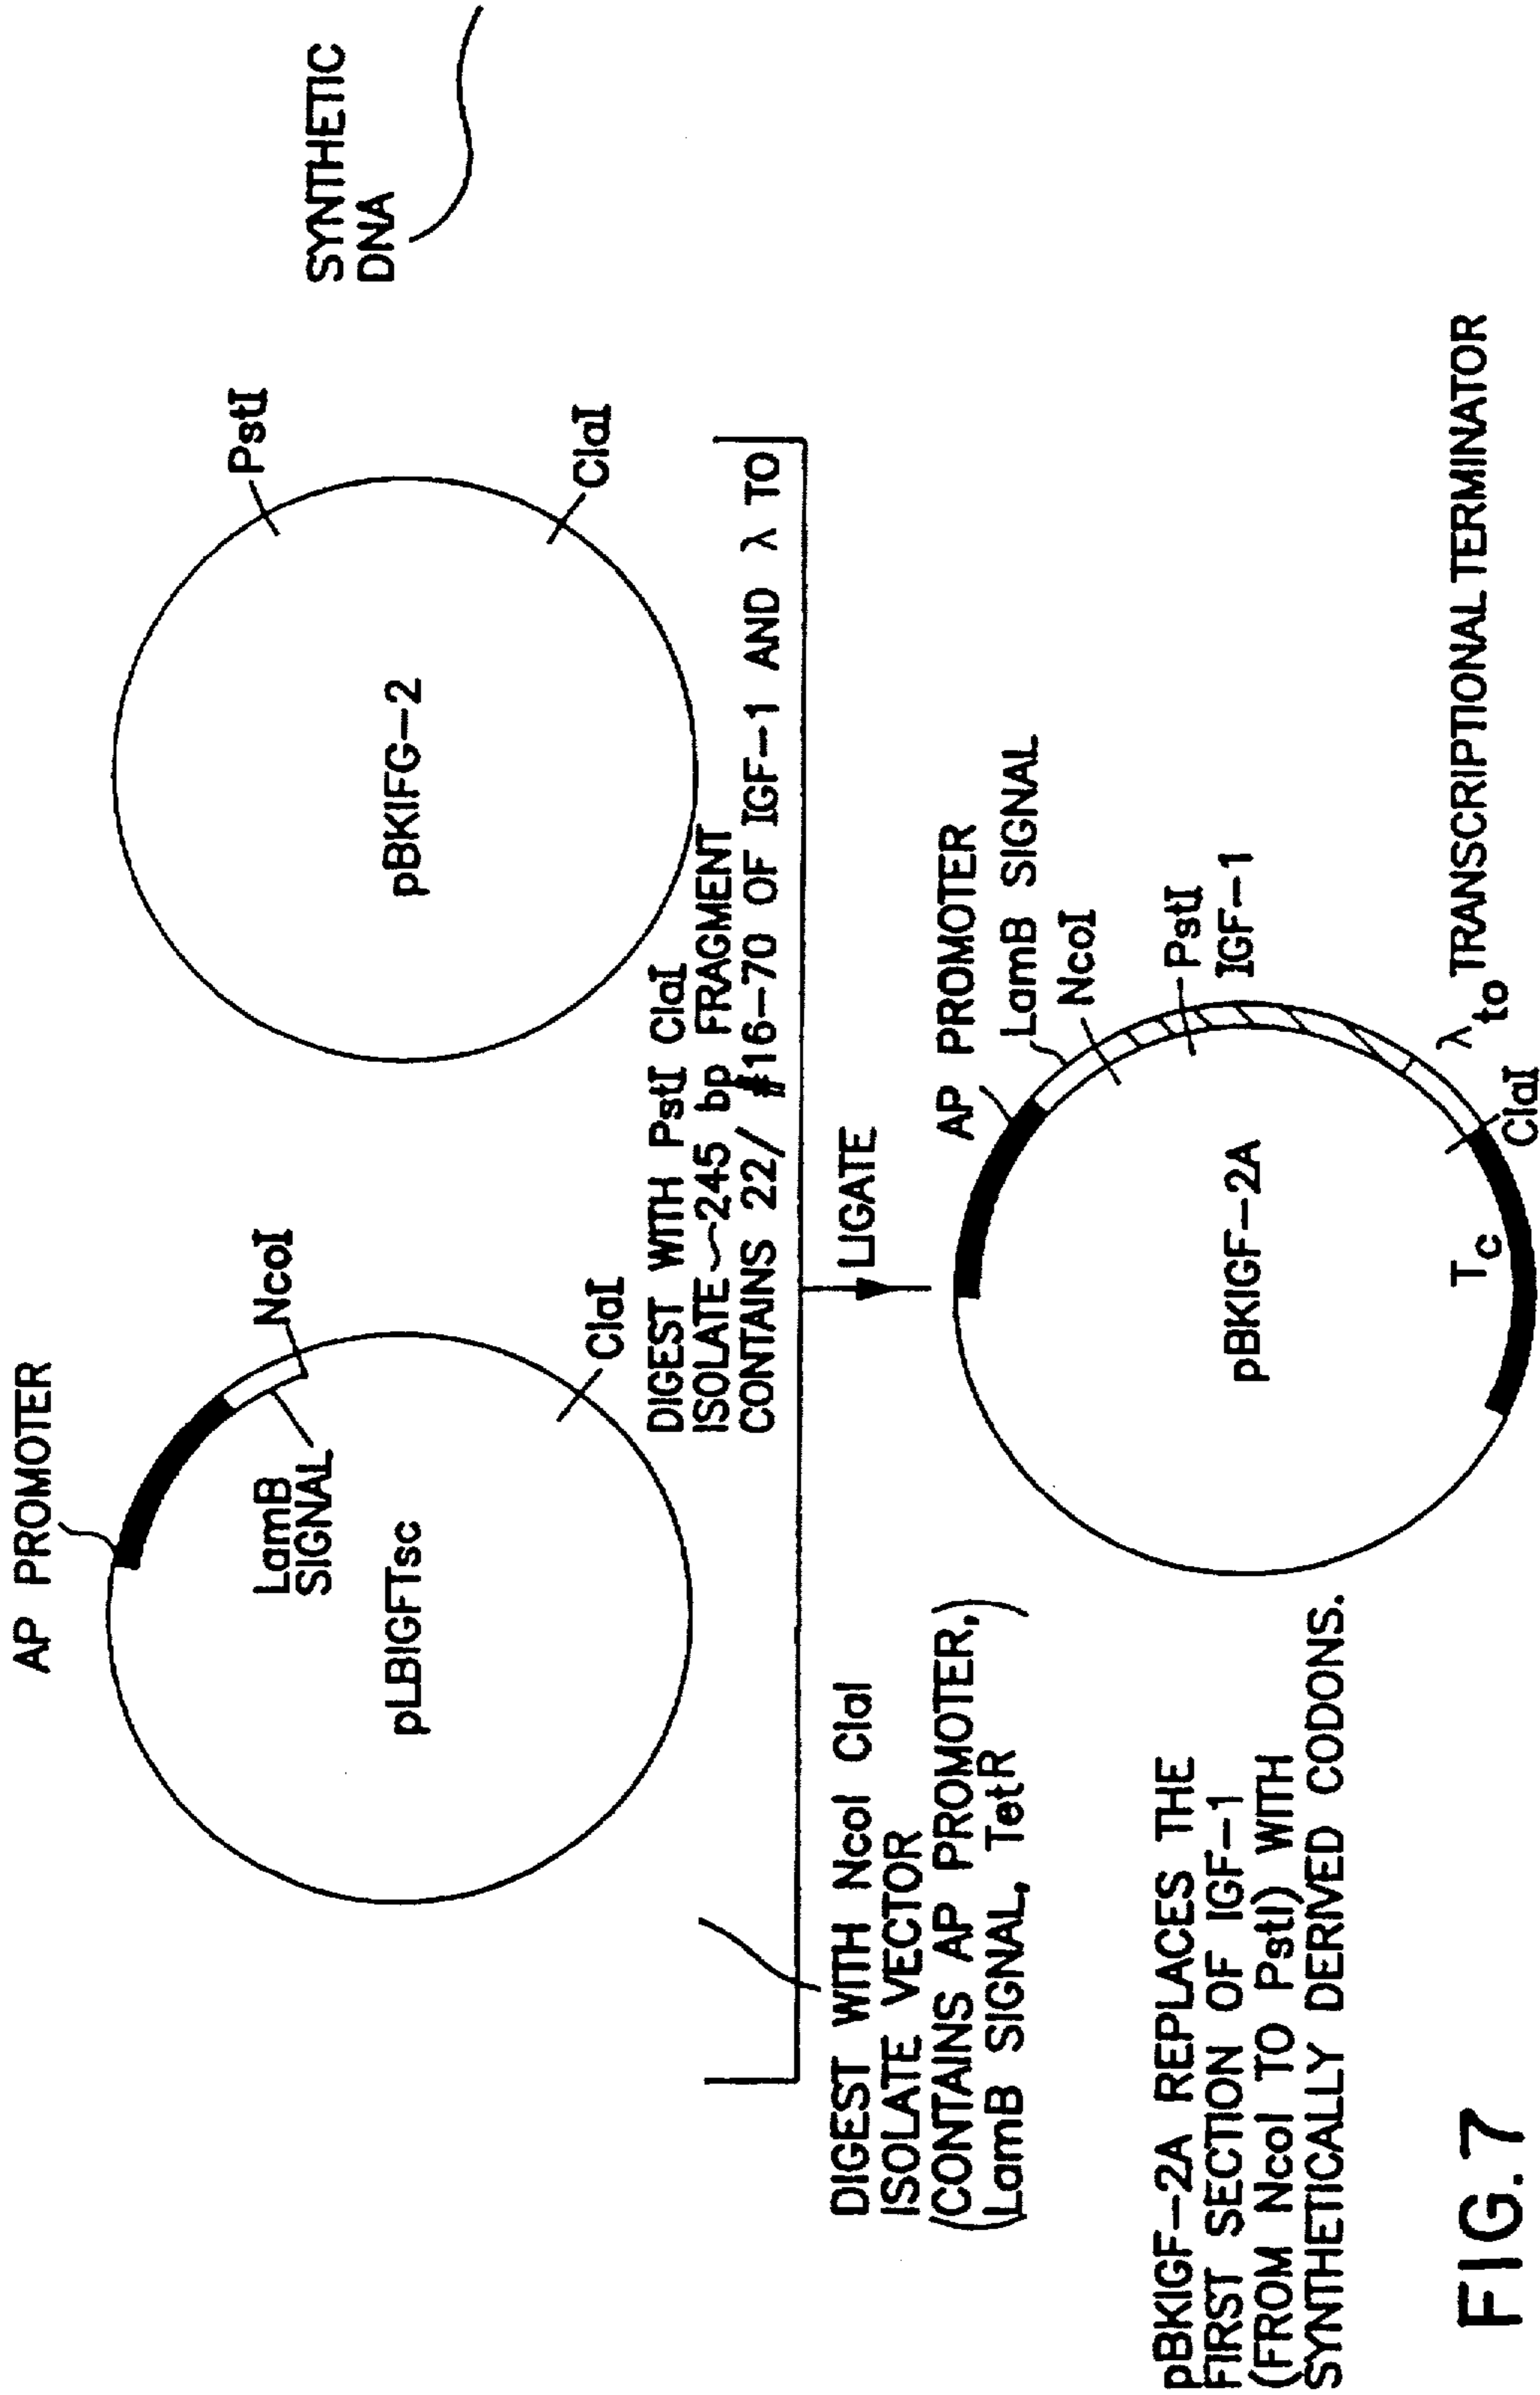 AP PROMOTER
LamB
SIGNAL
NcoI
pLBIGFTsc
ClaI
PstI
pBKIFG-2
ClaI
SYNTHETIC
DNA
DIGEST WITH PstI ClaI
ISOLATE ~245 bp FRAGMENT
CONTAINS 22/ #16-70 OF IGF-1 AND λ TO
DIGEST WITH NcoI ClaI
ISOLATE VECTOR
(CONTAINS AP PROMOTER,)
(LamB SIGNAL, TetR)
LIGATE
AP PROMOTER
LamB SIGNAL
NcoI
PstI
IGF-1
pBKIGF-2A
Tc
λ to TRANSCRIPTIONAL TERMINATOR
ClaI
pBKIGF-2A REPLACES THE
FIRST SECTION OF IGF-1
(FROM NcoI TO PstI) WITH
SYNTHETICALLY DERIVED CODONS.
FIG.7